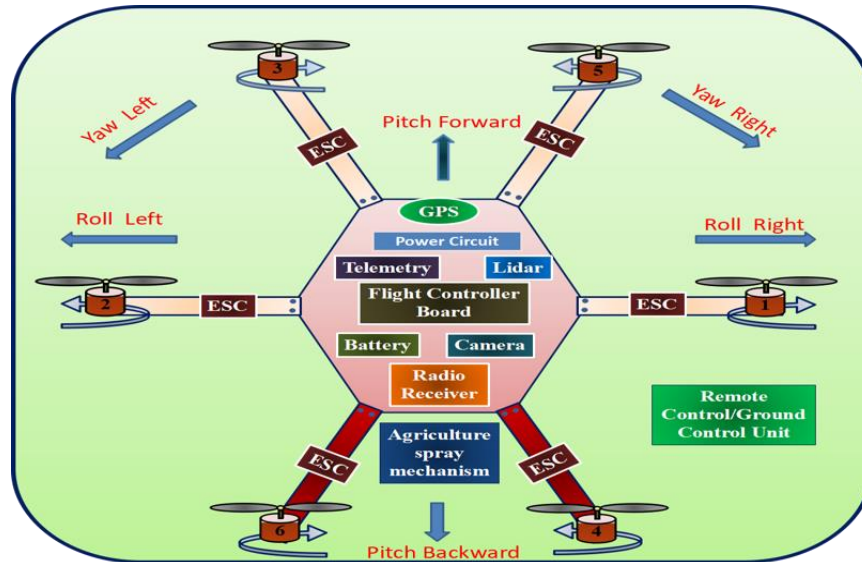 3
5
Yaw Left
Yaw Right
Pitch Forward
ESC
ESC
Roll Left
Roll Right
GPS
Power Circuit
Telemetry
Lidar
2
ESC
Flight Controller
Board
ESC
1
Battery
Camera
Radio
Receiver
Remote
Control/Ground
Control Unit
Agriculture
spray
mechanism
ESC
ESC
6
4
Pitch Backward